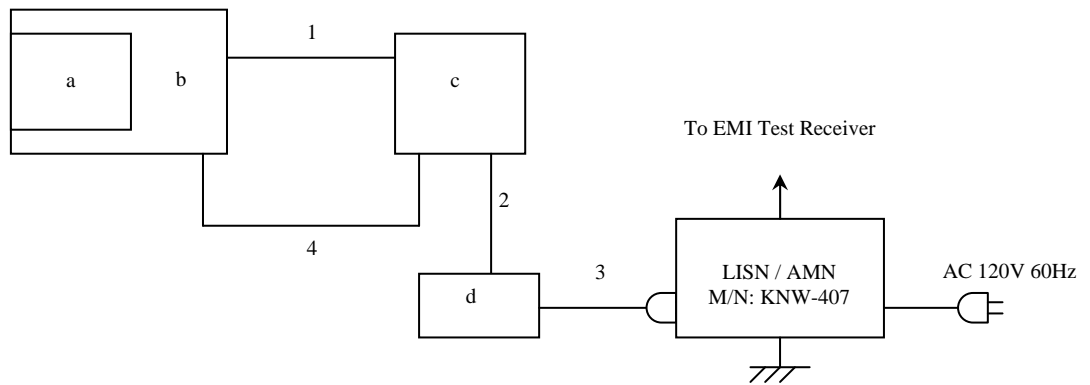 1
a
b
c
To EMI Test Receiver
2
4
3
d
LISN / AMN
M/N: KNW-407
AC 120V 60Hz